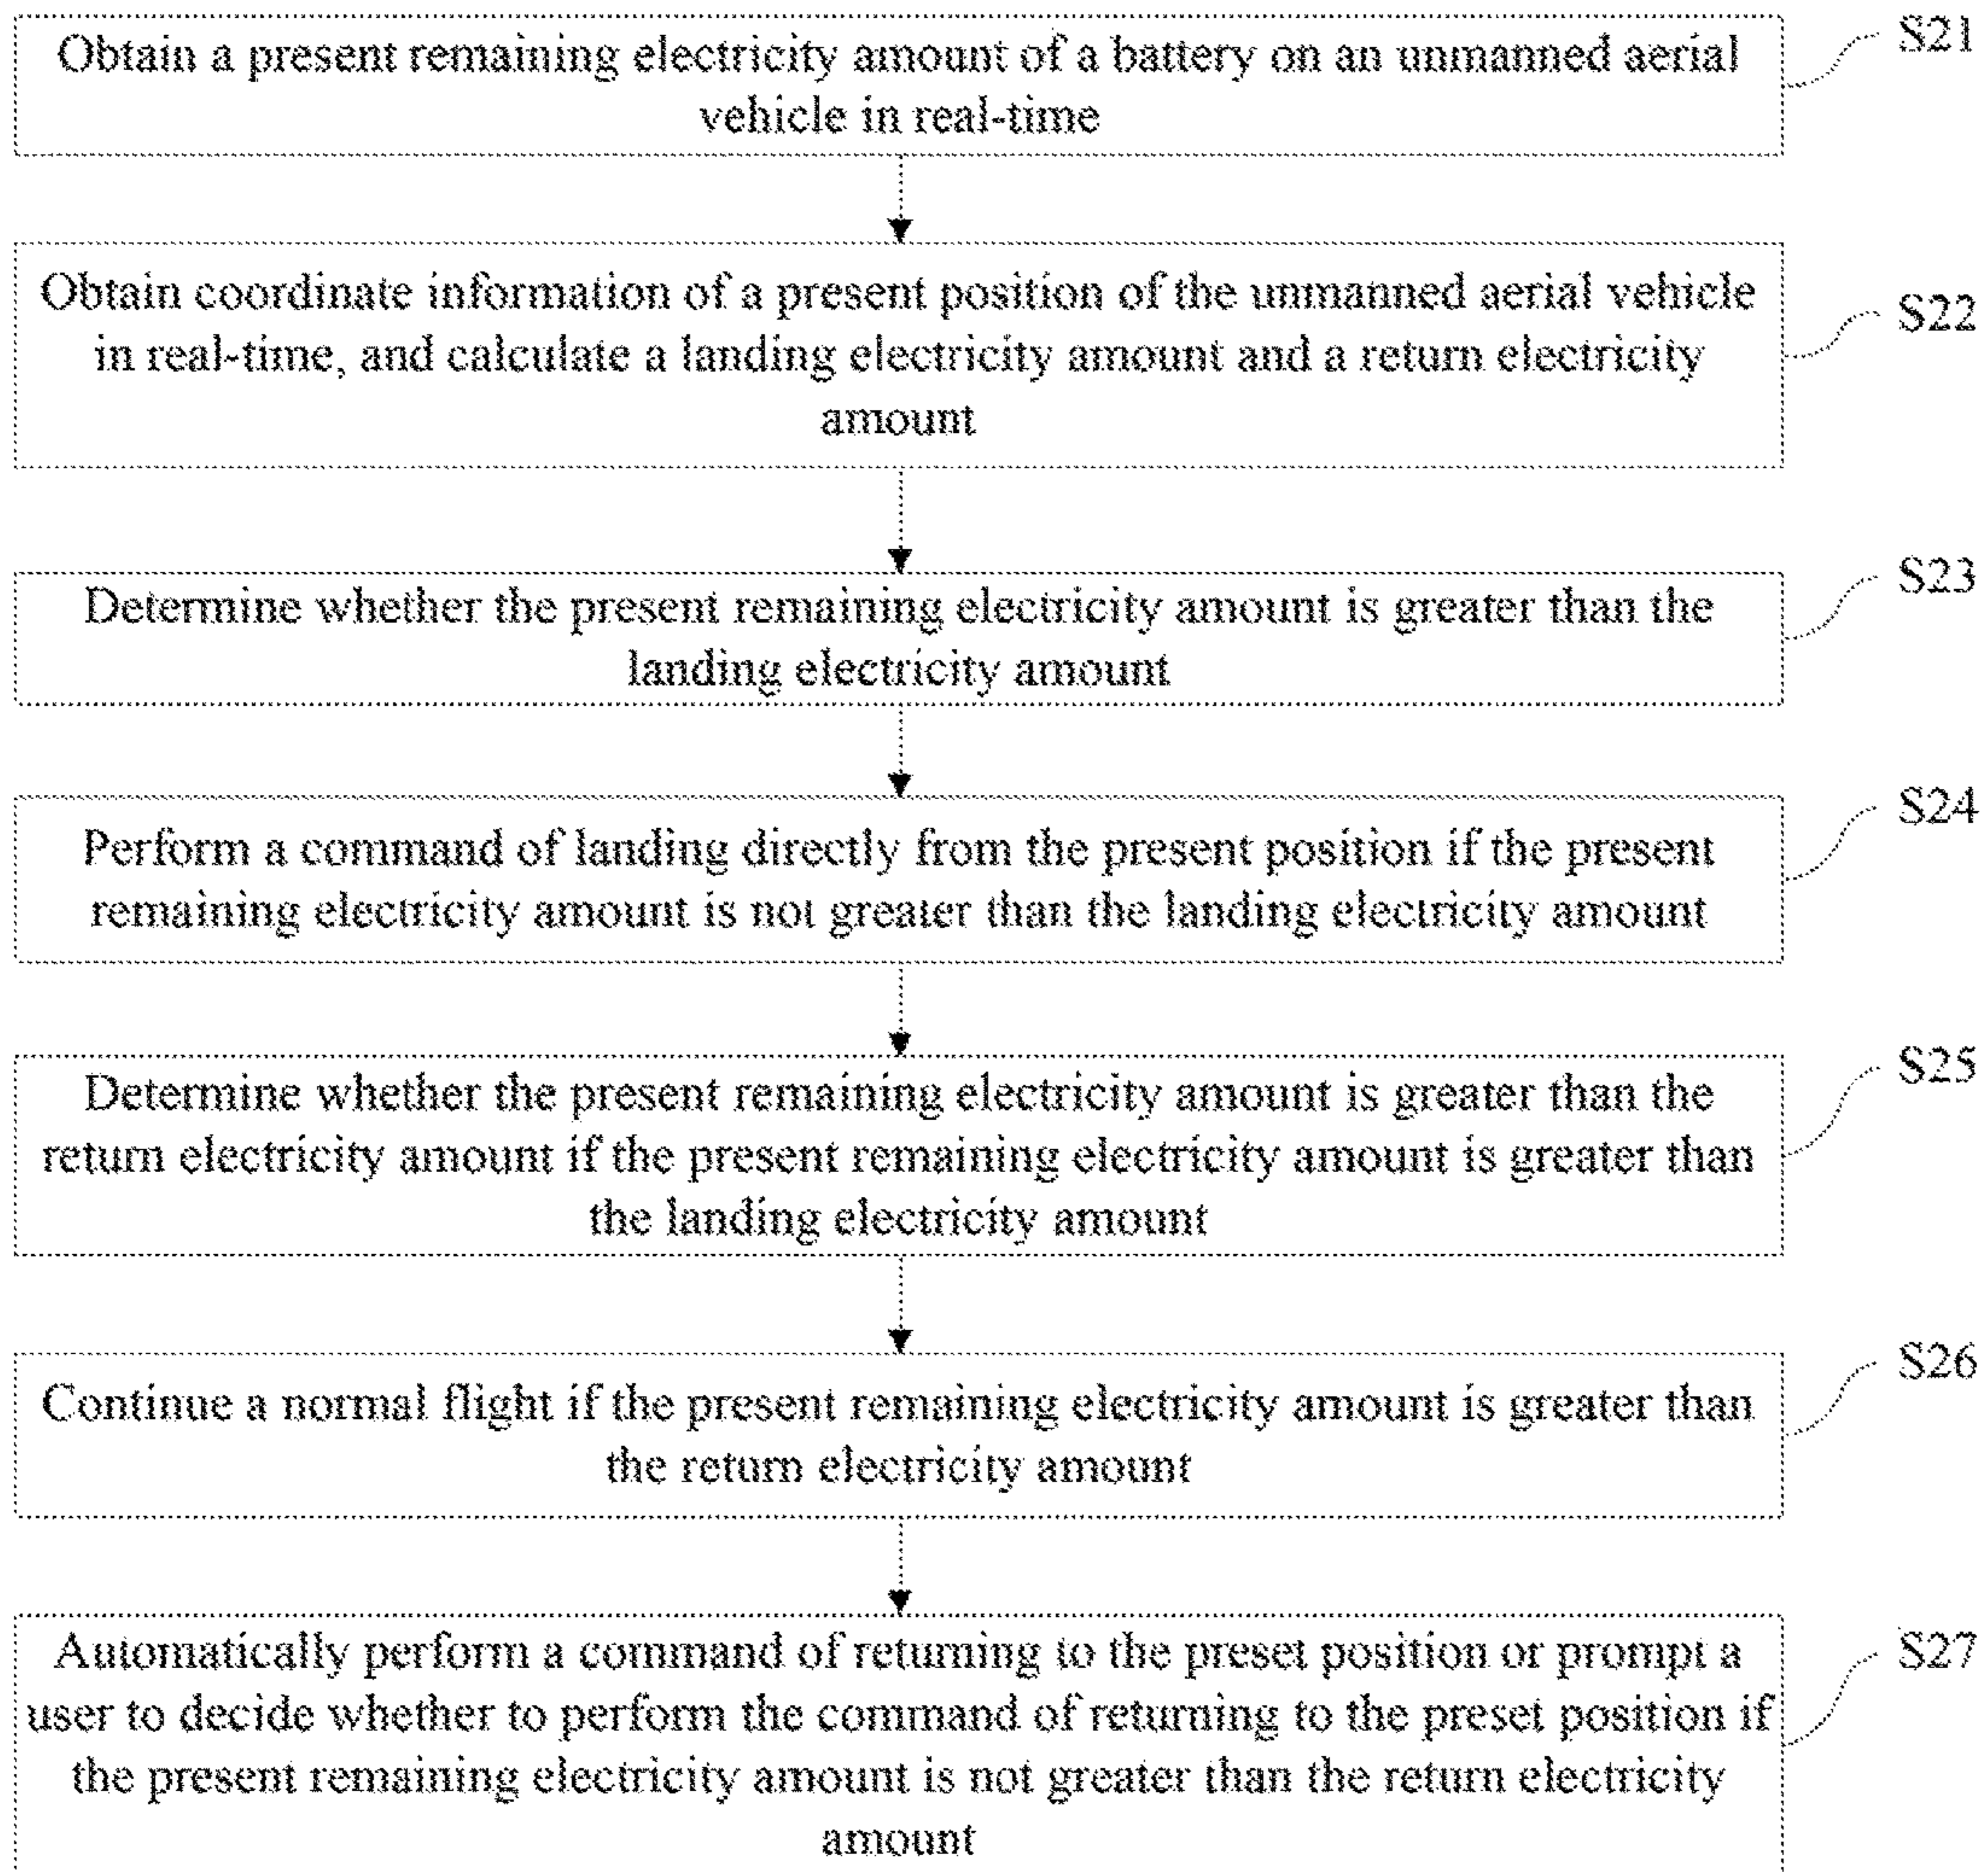 Obtain a present remaining electricity amount of a battery on an unmanned aerial
vehicle in real-time
S21
Obtain coordinate information of a present position of the unmanned aerial vehicle
in real-time, and calculate a landing electricity amount and a return electricity
amount
S22
Determine whether the present remaining electricity amount is greater than the
landing electricity amount
S23
Perform a command of landing directly from the present position if the present
remaining electricity amount is not greater than the landing electricity amount
S24
Determine whether the present remaining electricity amount is greater than the
return electricity amount if the present remaining electricity amount is greater than
the landing electricity amount
S25
Continue a normal flight if the present remaining electricity amount is greater than
the return electricity amount
S26
Automatically perform a command of returning to the preset position or prompt a
user to decide whether to perform the command of returning to the preset position if
the present remaining electricity amount is not greater than the return electricity
amount
S27